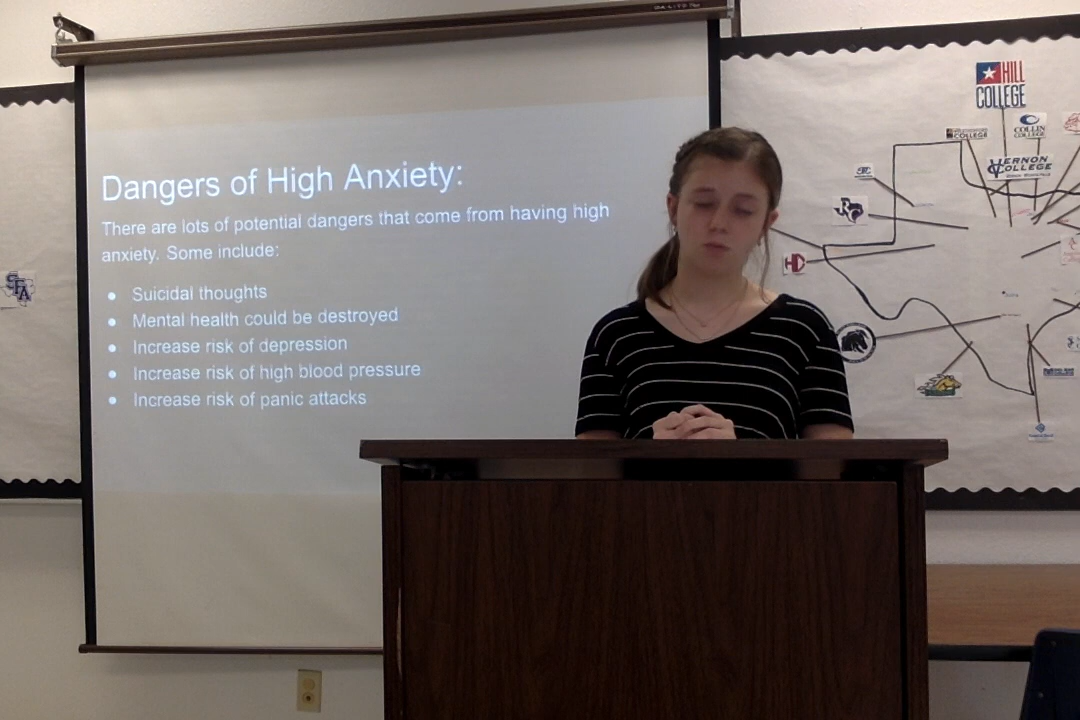 Dangers of High Anxiety:
There are lots of potential dangers that come from having high
anxiety. Some include:
• Suicidal thoughts
• Mental health could be destroyed
• Increase risk of depression
• Increase risk of high blood pressure
• Increase risk of panic attacks
SFA
HILL
COLLEGE
COLLEGE
COLLIN
COLLEGE
VERNON
COLLEGE